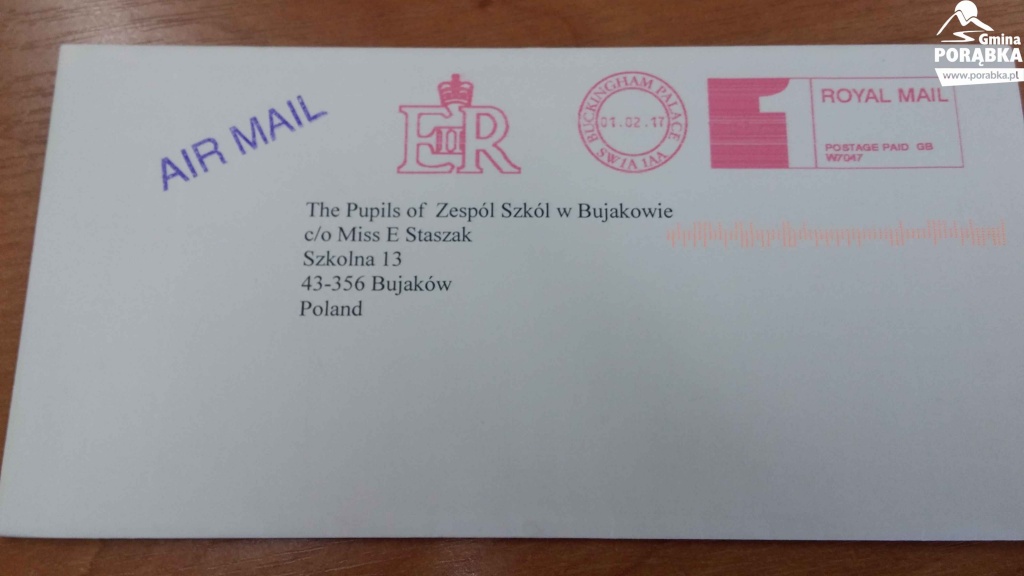 Gmina
PORĄBKA
www.porabka.pl
AIR MAIL
EIIR
BUCKINGHAM PALACE
01.02.17
SW1A 1AA
1
ROYAL MAIL
POSTAGE PAID GB
W7047
The Pupils of Zespól Szkól w Bujakowie
c/o Miss E Staszak
Szkolna 13
43-356 Bujaków
Poland